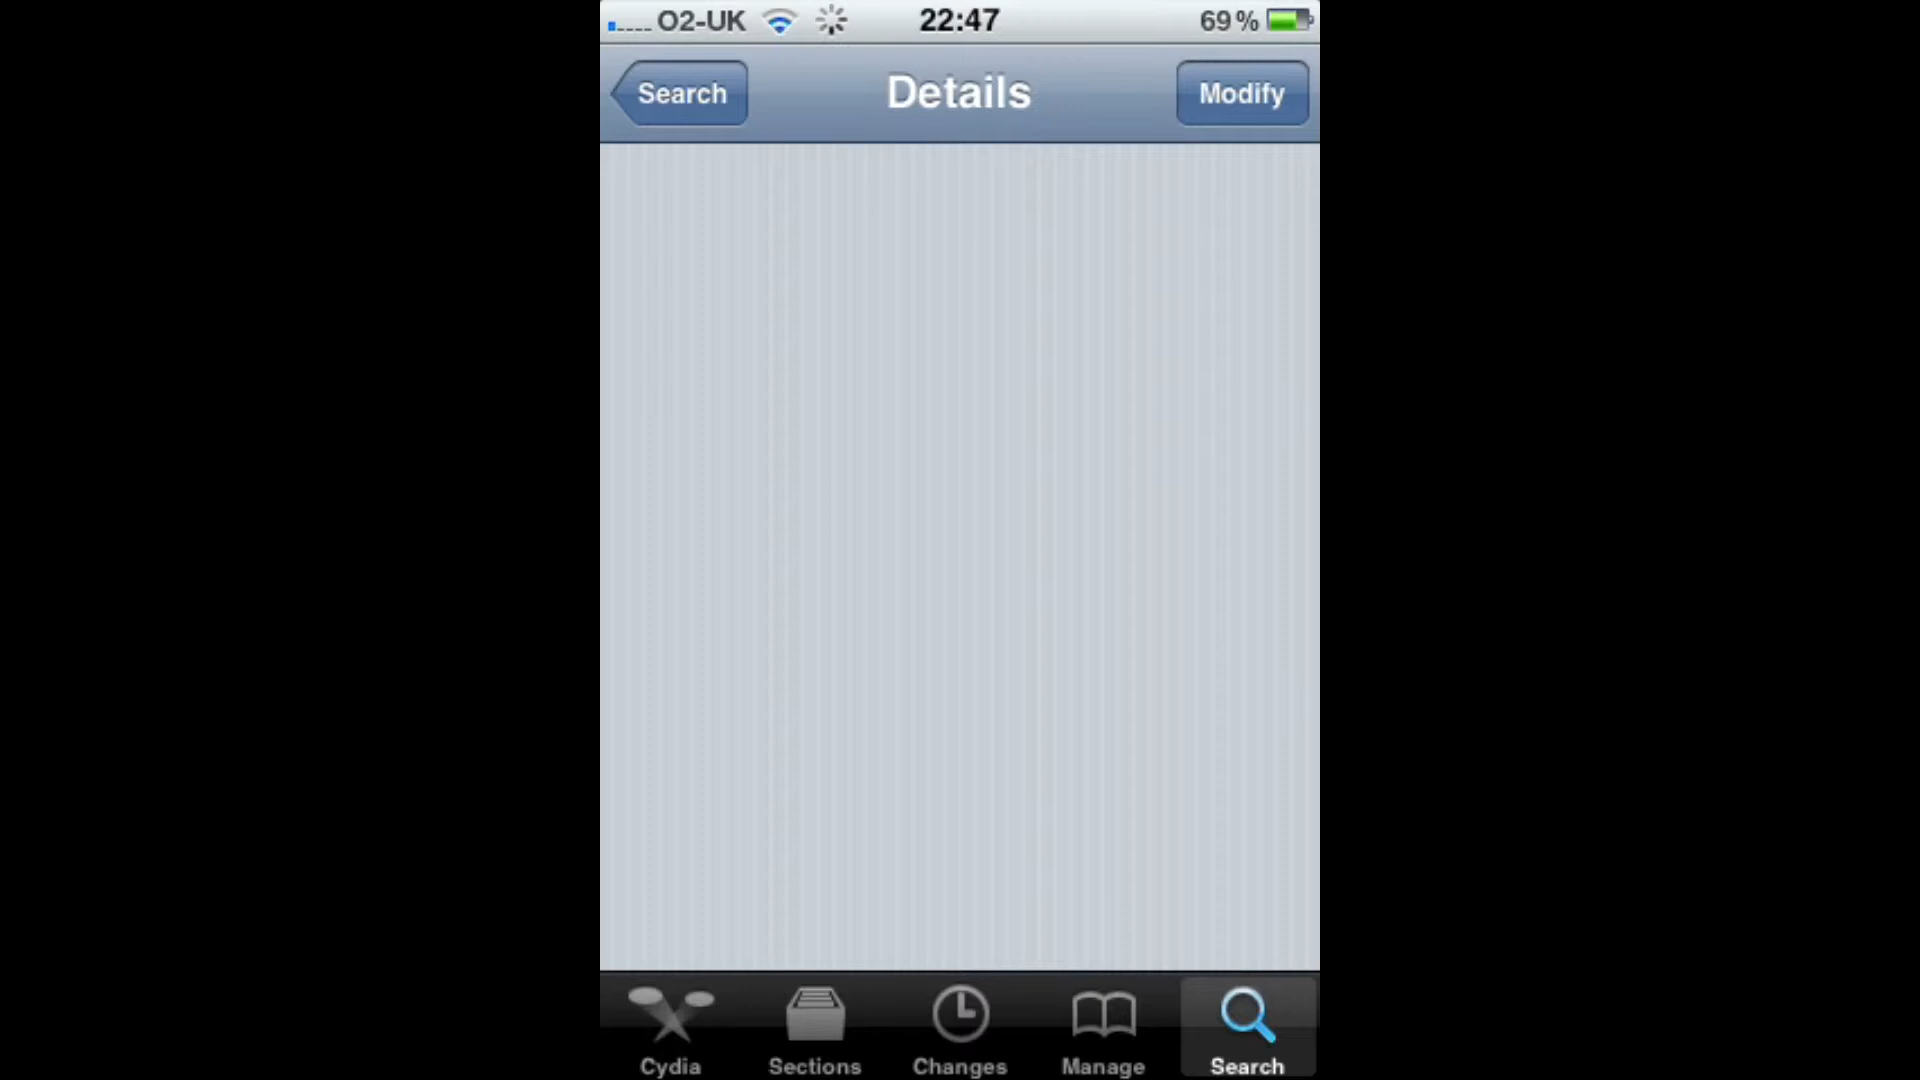 O2-UK 22:47 69%
Search Details Modify
Cydia Sections Changes Manage Search